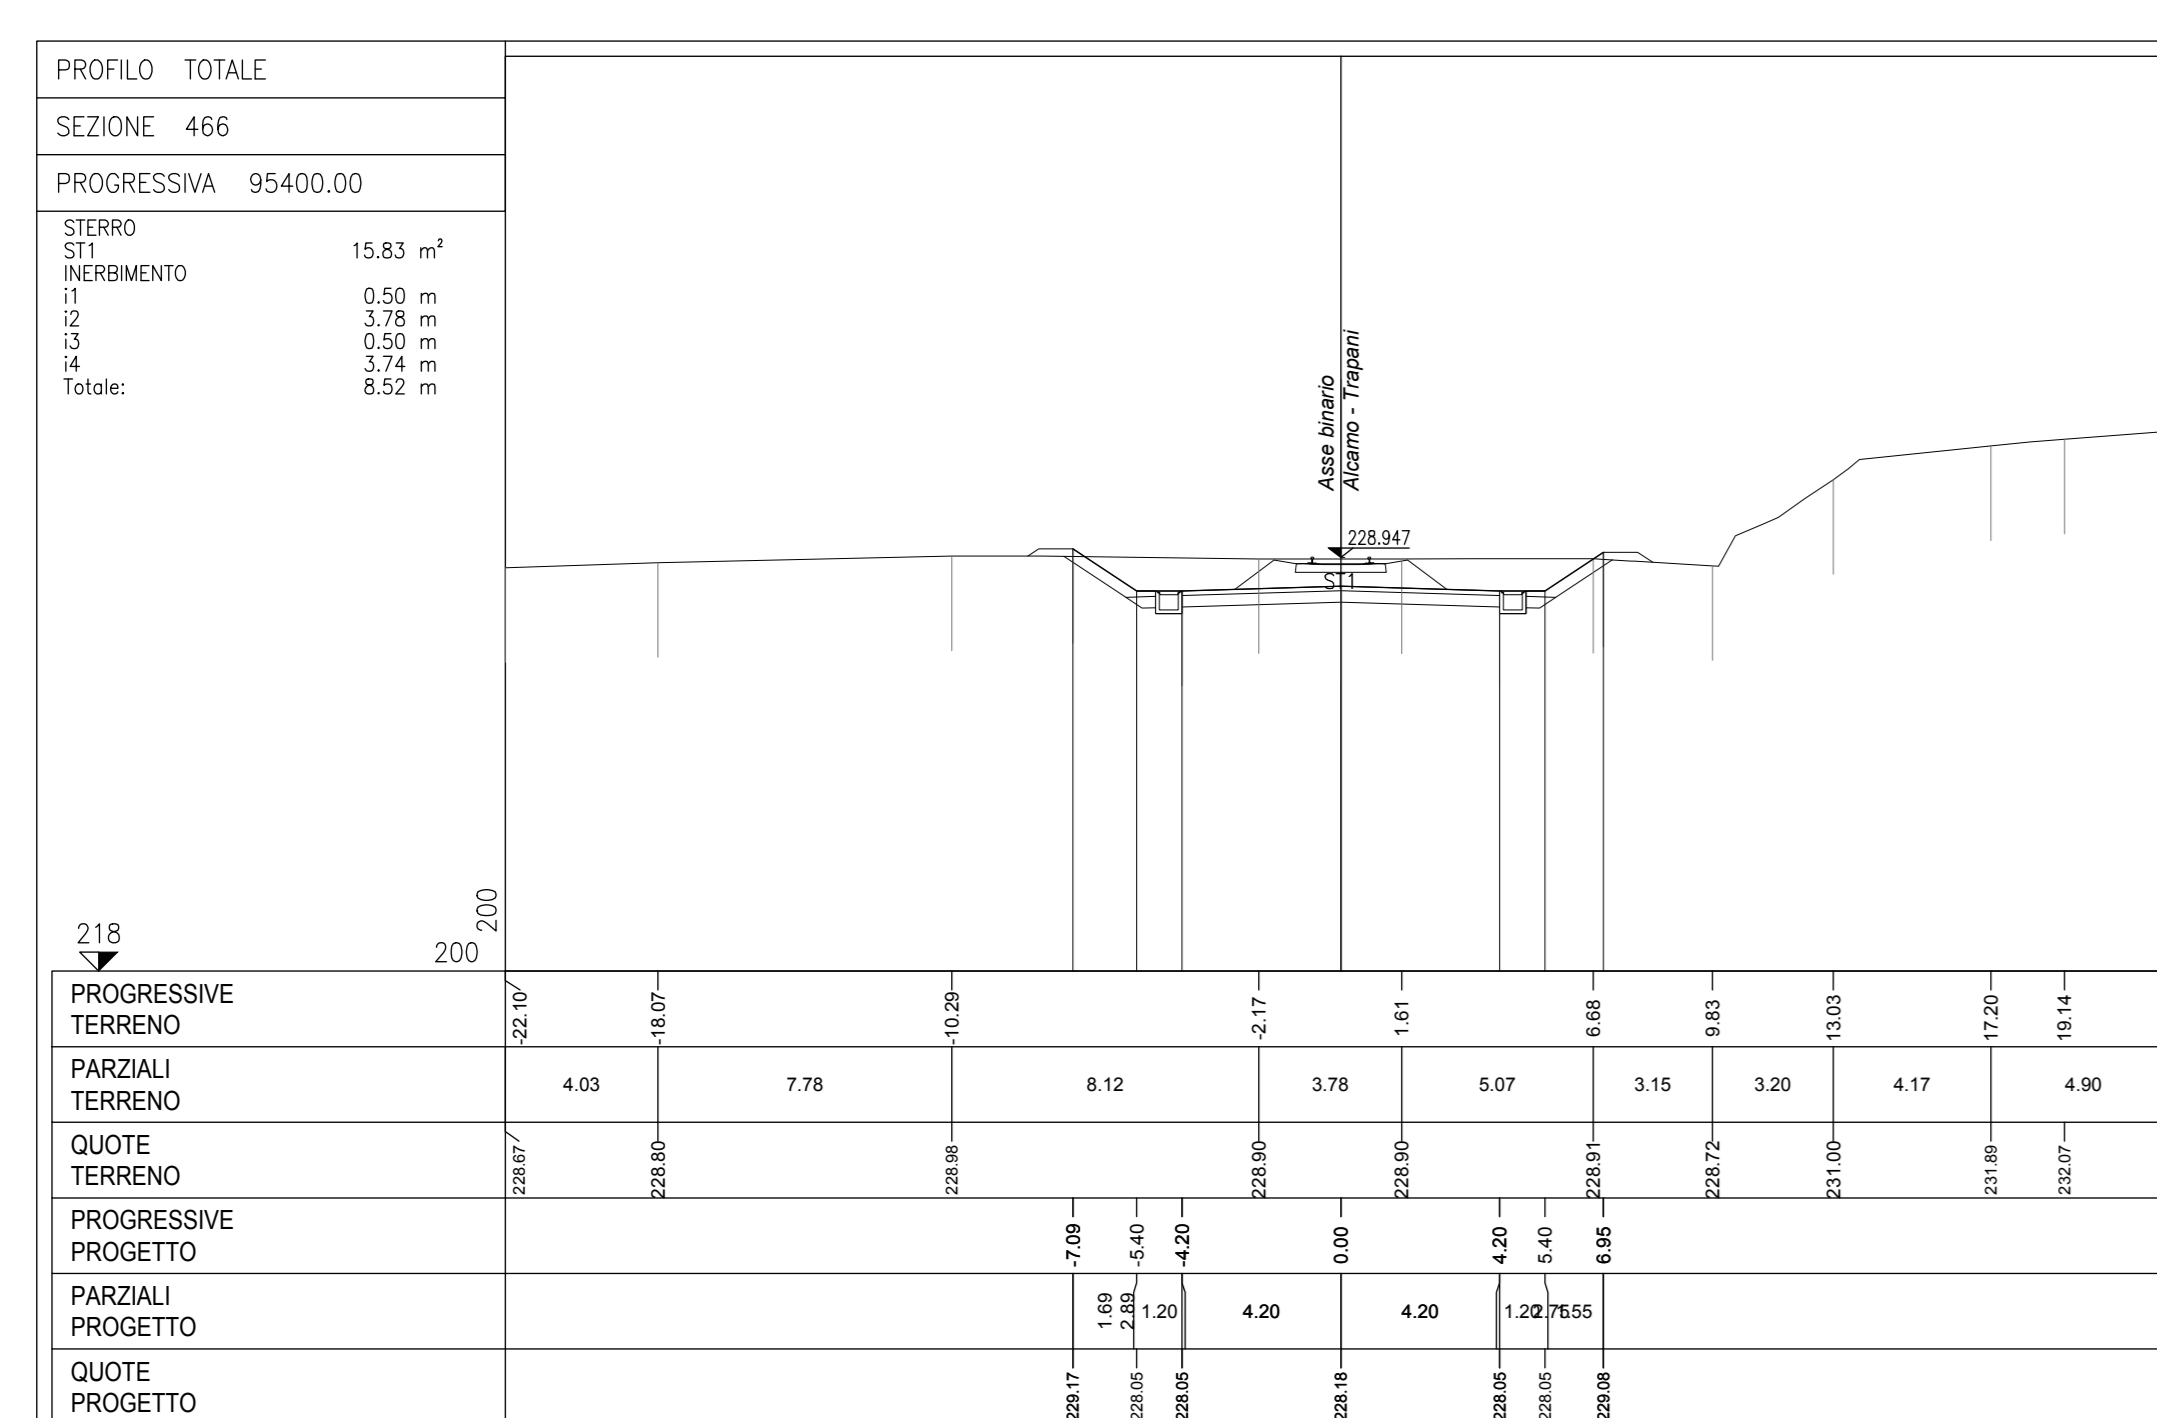 PROFILO TOTALE
SEZIONE 466
PROGRESSIVA 95400.00
STERRO
ST1 15.83 m²
INERBIMENTO
i1 0.50 m
i2 3.78 m
i3 0.50 m
i4 3.74 m
Totale: 8.52 m
Asse binario
Alcamo - Trapani
228.947
ST1
218
200
200
PROGRESSIVE
TERRENO
-22.10 -18.07 -10.29 -2.17 1.61 6.68 9.83 13.03 17.20 19.14
PARZIALI
TERRENO
4.03 7.78 8.12 3.78 5.07 3.15 3.20 4.17 4.90
QUOTE
TERRENO
228.67 228.80 228.98 228.90 228.90 228.91 228.72 231.00 231.89 232.07
PROGRESSIVE
PROGETTO
-7.09 -5.40 -4.20 0.00 4.20 5.40 6.95
PARZIALI
PROGETTO
1.69 2.89 1.20 4.20 4.20 1.20 2.75 1.55
QUOTE
PROGETTO
229.17 228.05 228.05 228.18 228.05 228.05 229.08